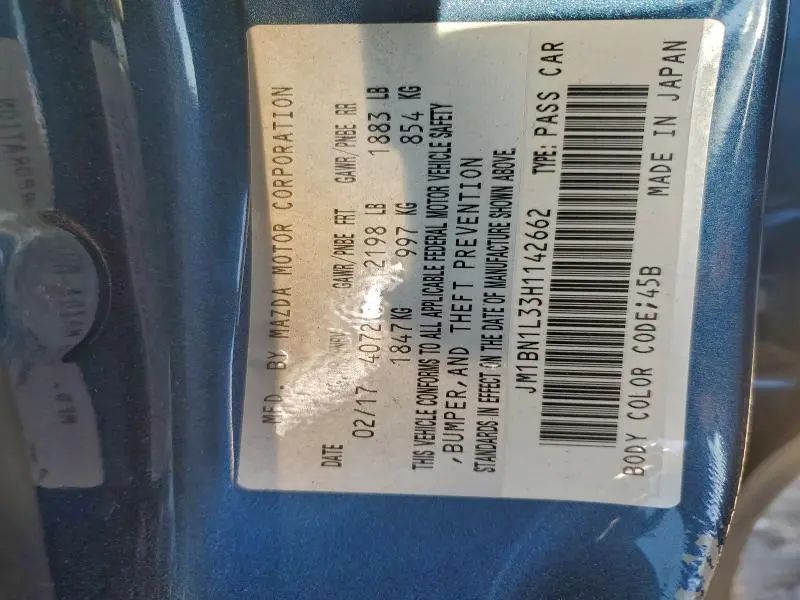 MFD. BY MAZDA MOTOR CORPORATION
DATE GAWR/PNBE FRT GAWR/PNBE RR
02/17 4072 2198 LB 1883 LB
1847KG 997 KG 854 KG
THIS VEHICLE CONFORMS TO ALL APPLICABLE FEDERAL MOTOR VEHICLE SAFETY
,BUMPER,AND THEFT PREVENTION
STANDARDS IN EFFECT ON THE DATE OF MANUFACTURE SHOWN ABOVE.
JM1BN1L33H1142662 TYPE: PASS CAR
BODY COLOR CODE;45B MADE IN JAPAN